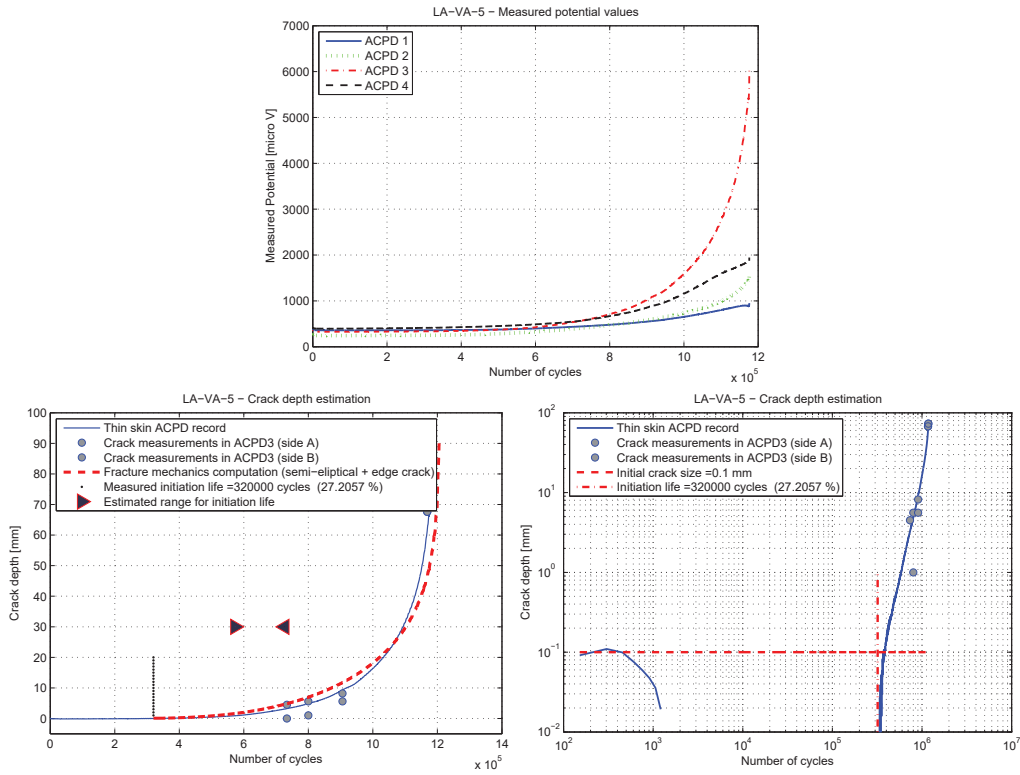 LA−VA−5 − Measured potential values
7000
6000
5000
4000
3000
2000
1000
0
Measured Potential [micro V]
ACPD 1
ACPD 2
ACPD 3
ACPD 4
0 2 4 6 8 10 12
x 10^5
Number of cycles
LA−VA−5 − Crack depth estimation
100
90
80
70
60
50
40
30
20
10
0
Crack depth [mm]
Thin skin ACPD record
Crack measurements in ACPD3 (side A)
Crack measurements in ACPD3 (side B)
Fracture mechanics computation (semi−eliptical + edge crack)
Measured initiation life =320000 cycles (27.2057 %)
Estimated range for initiation life
0 2 4 6 8 10 12 14
x 10^5
Number of cycles
LA−VA−5 − Crack depth estimation
10^2
10^1
10^0
10^−1
10^−2
Crack depth [mm]
Thin skin ACPD record
Crack measurements in ACPD3 (side A)
Crack measurements in ACPD3 (side B)
Initial crack size =0.1 mm
Initiation life =320000 cycles (27.2057 %)
10^2 10^3 10^4 10^5 10^6 10^7
Number of cycles